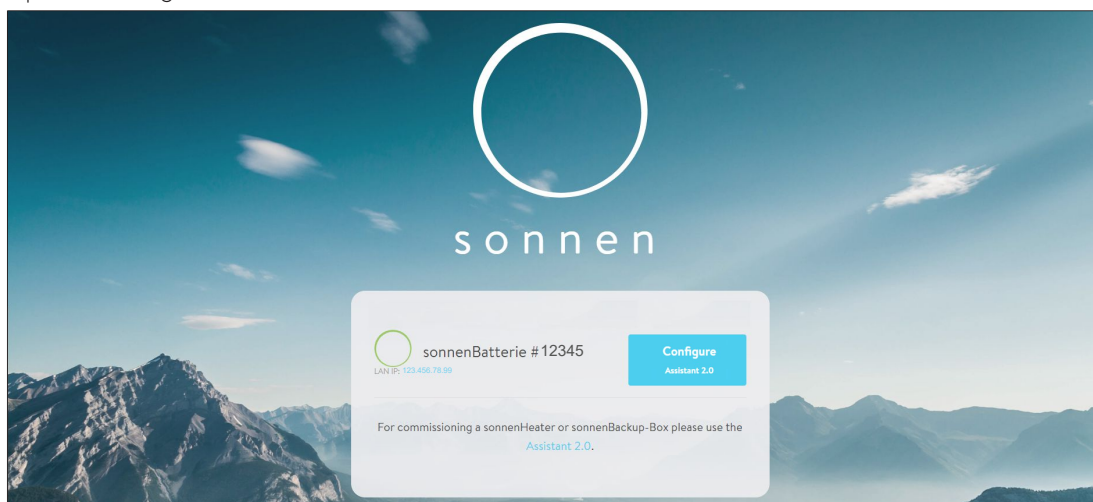 sonnen
sonnenBatterie #12345
LAN IP: 123.456.78.99
Configure
Assistant 2.0
For commissioning a sonnenHeater or sonnenBackup-Box please use the
Assistant 2.0.